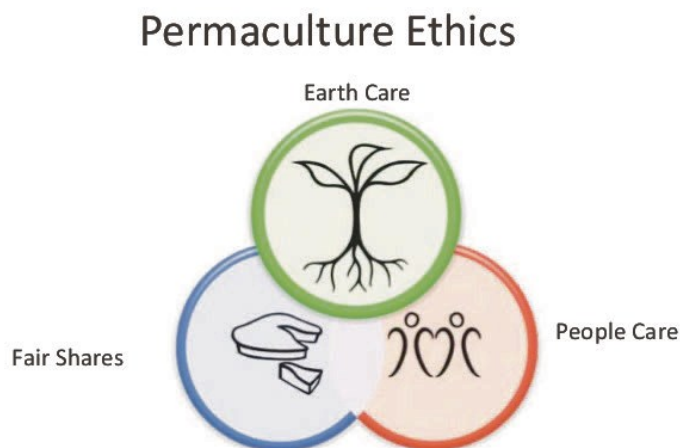 Permaculture Ethics
Earth Care
People Care
Fair Shares